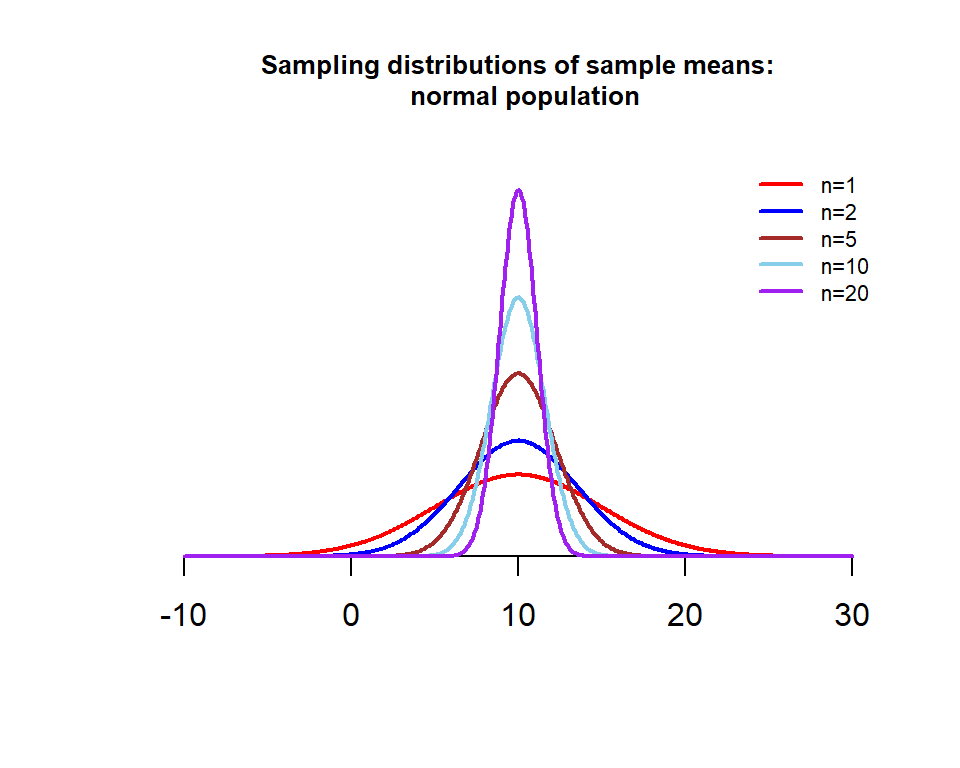 Sampling distributions of sample means:
normal population
n=1
n=2
n=5
n=10
n=20
-10 0 10 20 30